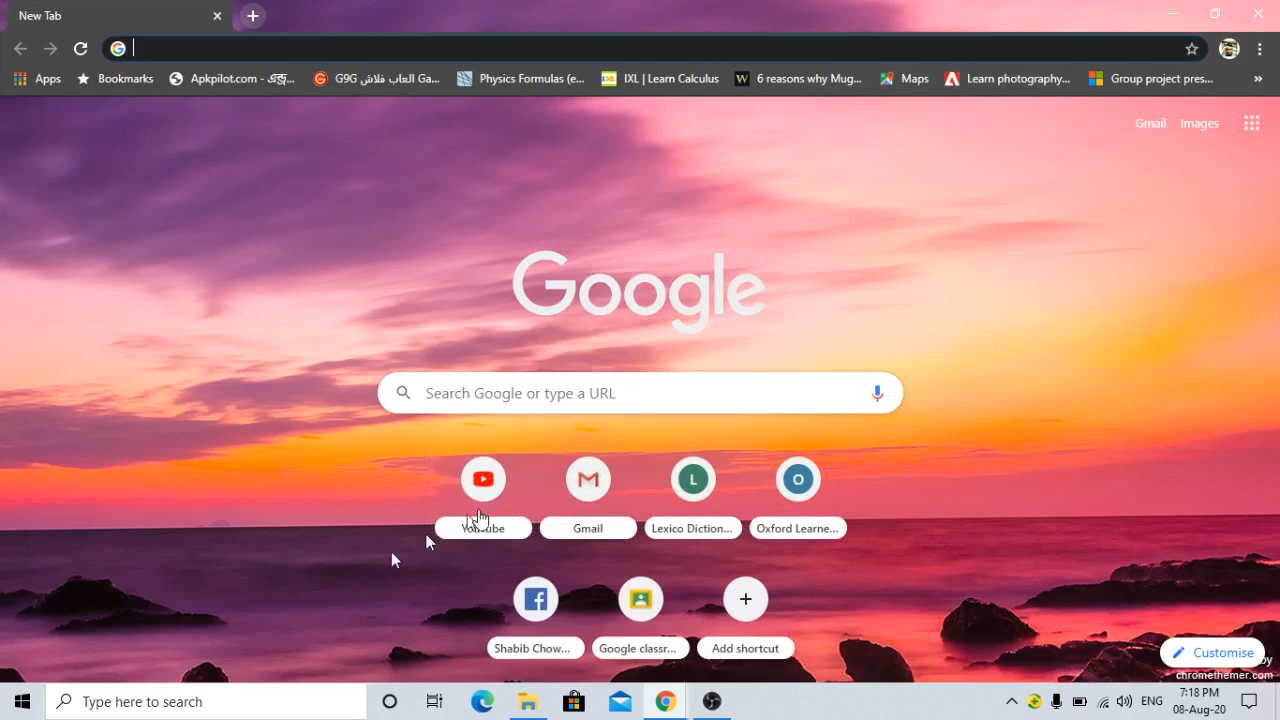 New Tab
Apps
Bookmarks
G9G العاب فلاش Ga...
Physics Formulas (e...
IXL | Learn Calculus
6 reasons why Mug...
Maps
Learn photography...
Group project pres...
Gmail
Images
Google
Search Google or type a URL
YouTube
Gmail
Lexico Diction...
Oxford Learne...
L
O
Shabib Chow...
Google classr...
Add shortcut
Customise
by
chromethemer.com
Type here to search
ENG
7:18 PM
08-Aug-20